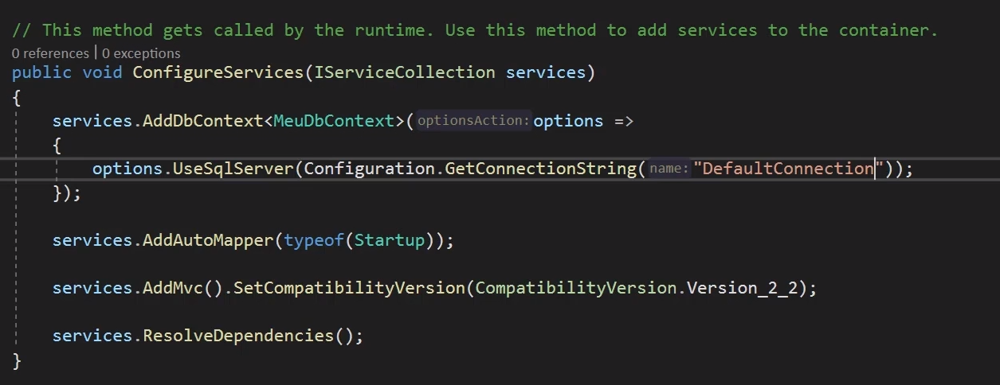 // This method gets called by the runtime. Use this method to add services to the container.
0 references | 0 exceptions
public void ConfigureServices(IServiceCollection services)
{
    services.AddDbContext<MeuDbContext>(optionsAction: options =>
    {
        options.UseSqlServer(Configuration.GetConnectionString(name: "DefaultConnection"));
    });
    services.AddAutoMapper(typeof(Startup));
    services.AddMvc().SetCompatibilityVersion(CompatibilityVersion.Version_2_2);
    services.ResolveDependencies();
}